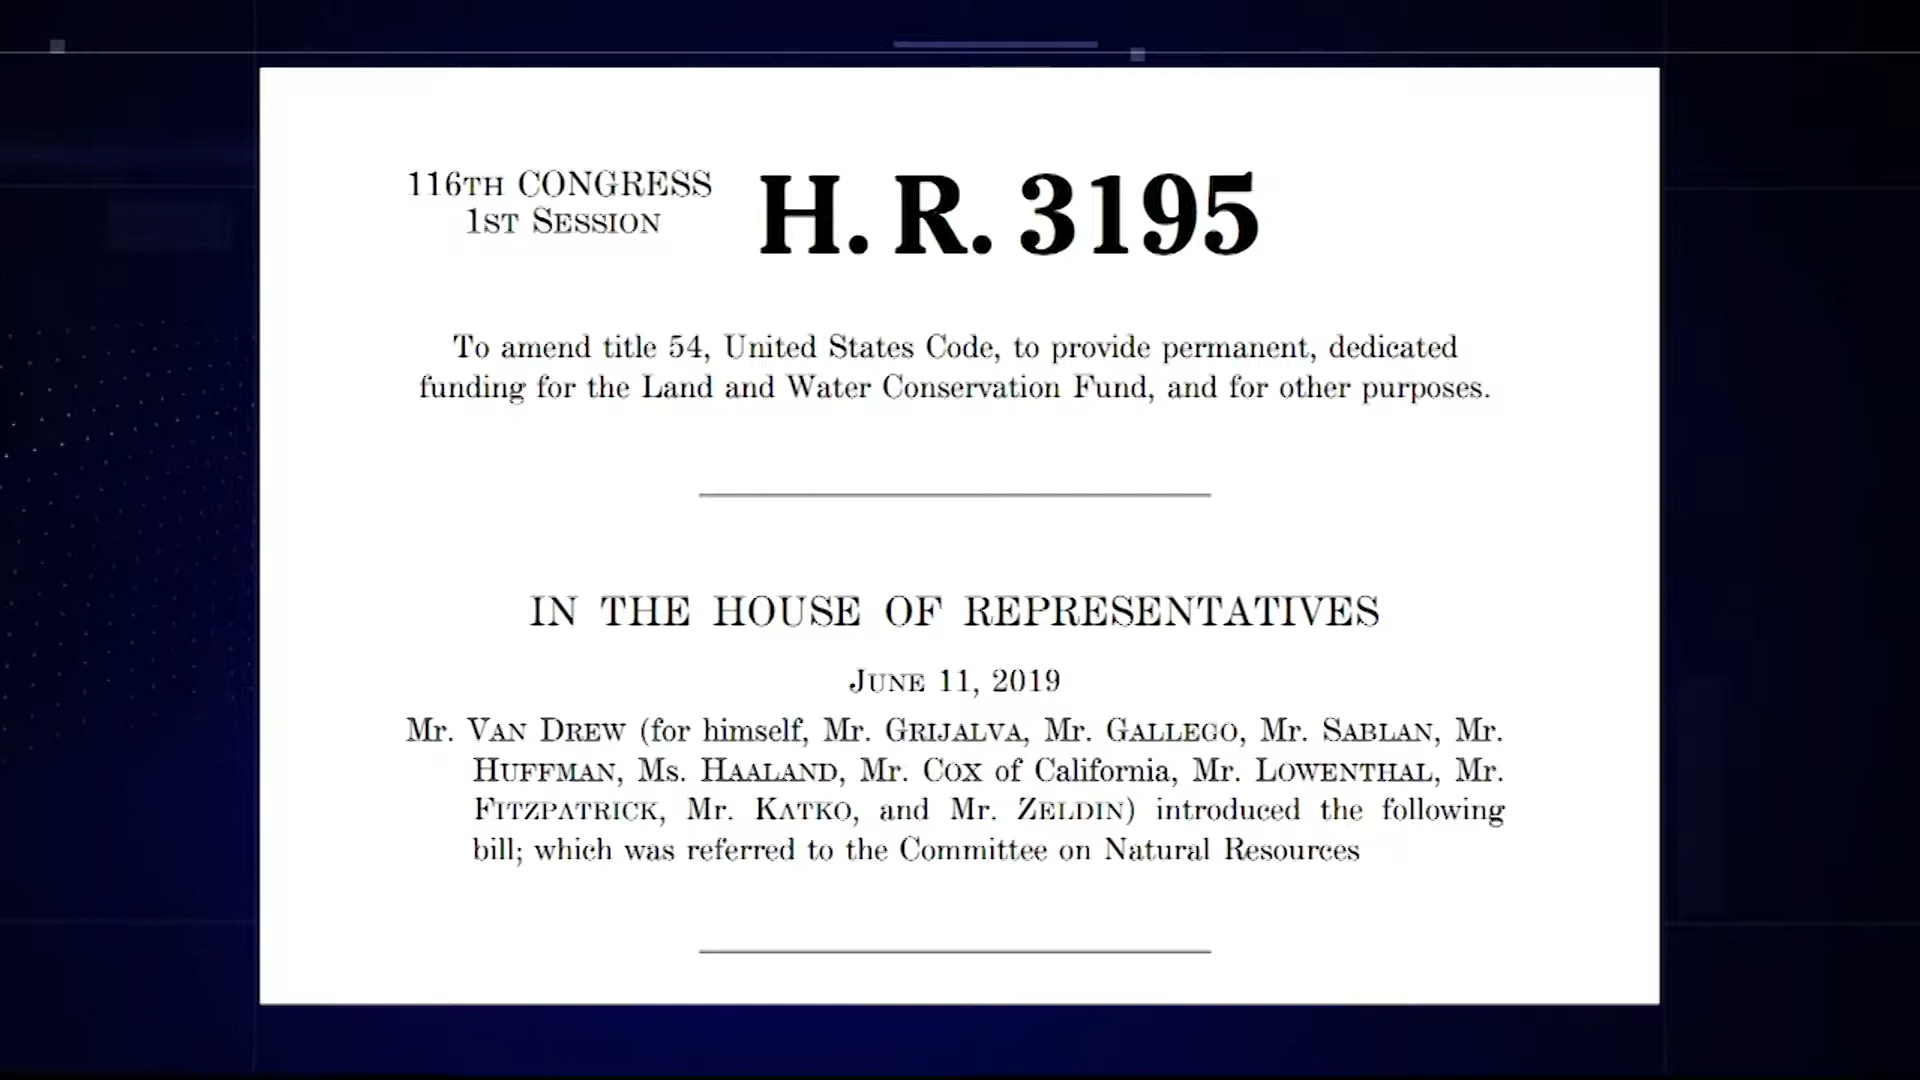 116TH CONGRESS
1ST SESSION
H. R. 3195
To amend title 54, United States Code, to provide permanent, dedicated
funding for the Land and Water Conservation Fund, and for other purposes.
IN THE HOUSE OF REPRESENTATIVES
JUNE 11, 2019
Mr. VAN DREW (for himself, Mr. GRIJALVA, Mr. GALLEGO, Mr. SABLAN, Mr.
HUFFMAN, Ms. HAALAND, Mr. COX of California, Mr. LOWENTHAL, Mr.
FITZPATRICK, Mr. KATKO, and Mr. ZELDIN) introduced the following
bill; which was referred to the Committee on Natural Resources